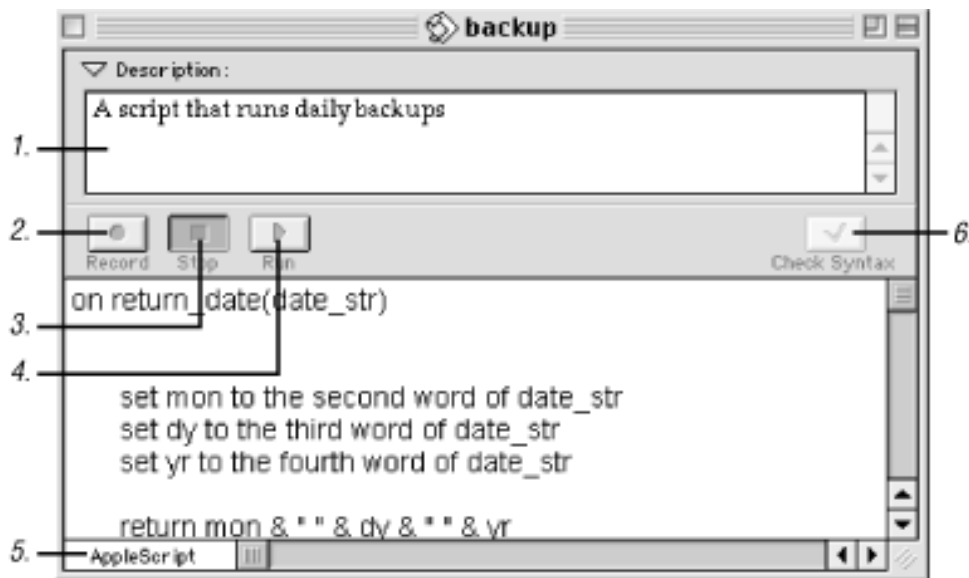 backup
Description:
A script that runs daily backups
1.
2.
6.
Record Stop Run Check Syntax
on return_date(date_str)
3.
4.
set mon to the second word of date_str
set dy to the third word of date_str
set yr to the fourth word of date_str
return mon & " " & dy & " " & yr
5.
AppleScript